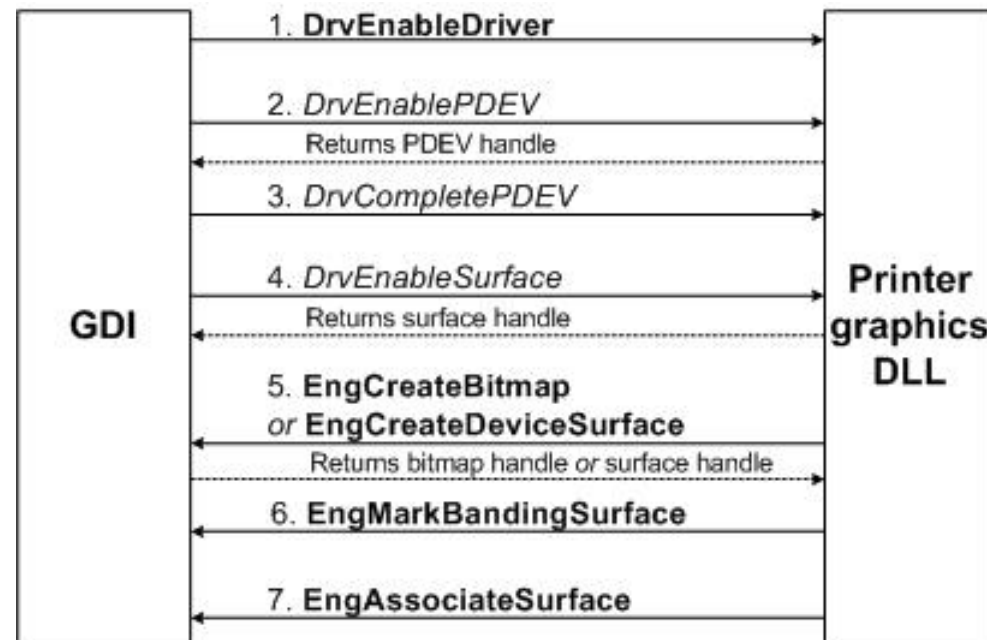 1. DrvEnableDriver
2. DrvEnablePDEV
Returns PDEV handle
3. DrvCompletePDEV
4. DrvEnableSurface
Returns surface handle
GDI
Printer
graphics
DLL
5. EngCreateBitmap
or EngCreateDeviceSurface
Returns bitmap handle or surface handle
6. EngMarkBandingSurface
7. EngAssociateSurface